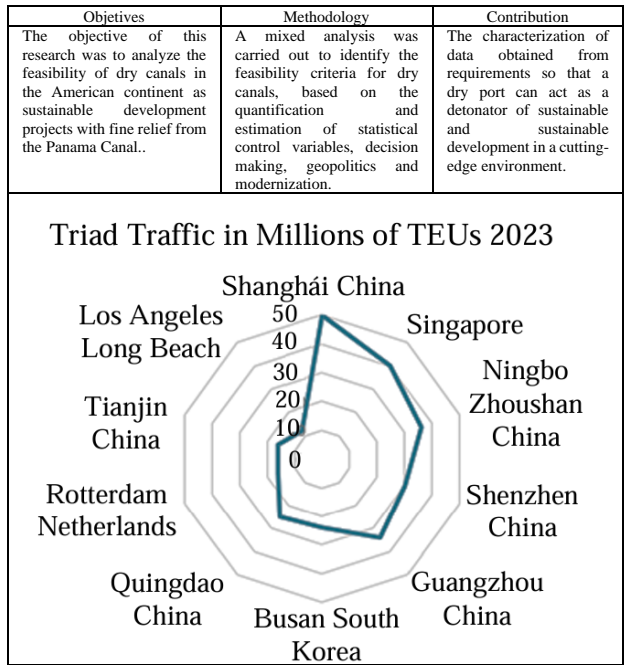 Objetives
The objective of this
research was to analyze the
feasibility of dry canals in
the American continent as
sustainable development
projects with fine relief from
the Panama Canal..
Methodology
A mixed analysis was
carried out to identify the
feasibility criteria for dry
canals, based on the
quantification and
estimation of statistical
control variables, decision
making, geopolitics and
modernization.
Contribution
The characterization of
data obtained from
requirements so that a
dry port can act as a
detonator of sustainable
and sustainable
development in a cutting-
edge environment.
Triad Traffic in Millions of TEUs 2023
Shanghái China
Singapore
Ningbo
Zhoushan
China
Shenzhen
China
Guangzhou
China
Busan South
Korea
Quingdao
China
Rotterdam
Netherlands
Tianjin
China
Los Angeles
Long Beach
50
40
30
20
10
0